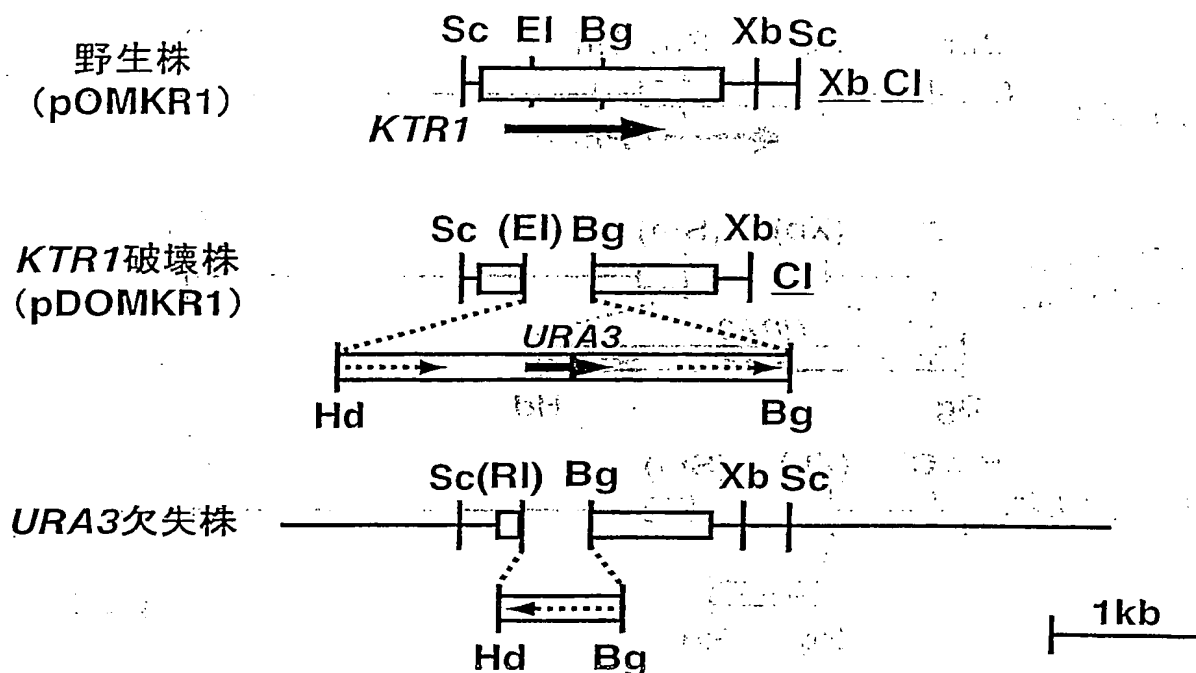 Sc EI Bg Xb Sc
野生株
(pOMKR1)
Xb Cl
KTR1
Sc (EI) Bg Xb
KTR1破壊株
(pDOMKR1)
Cl
URA3
Hd Bg
Sc(RI) Bg Xb Sc
URA3欠失株
Hd Bg
1kb